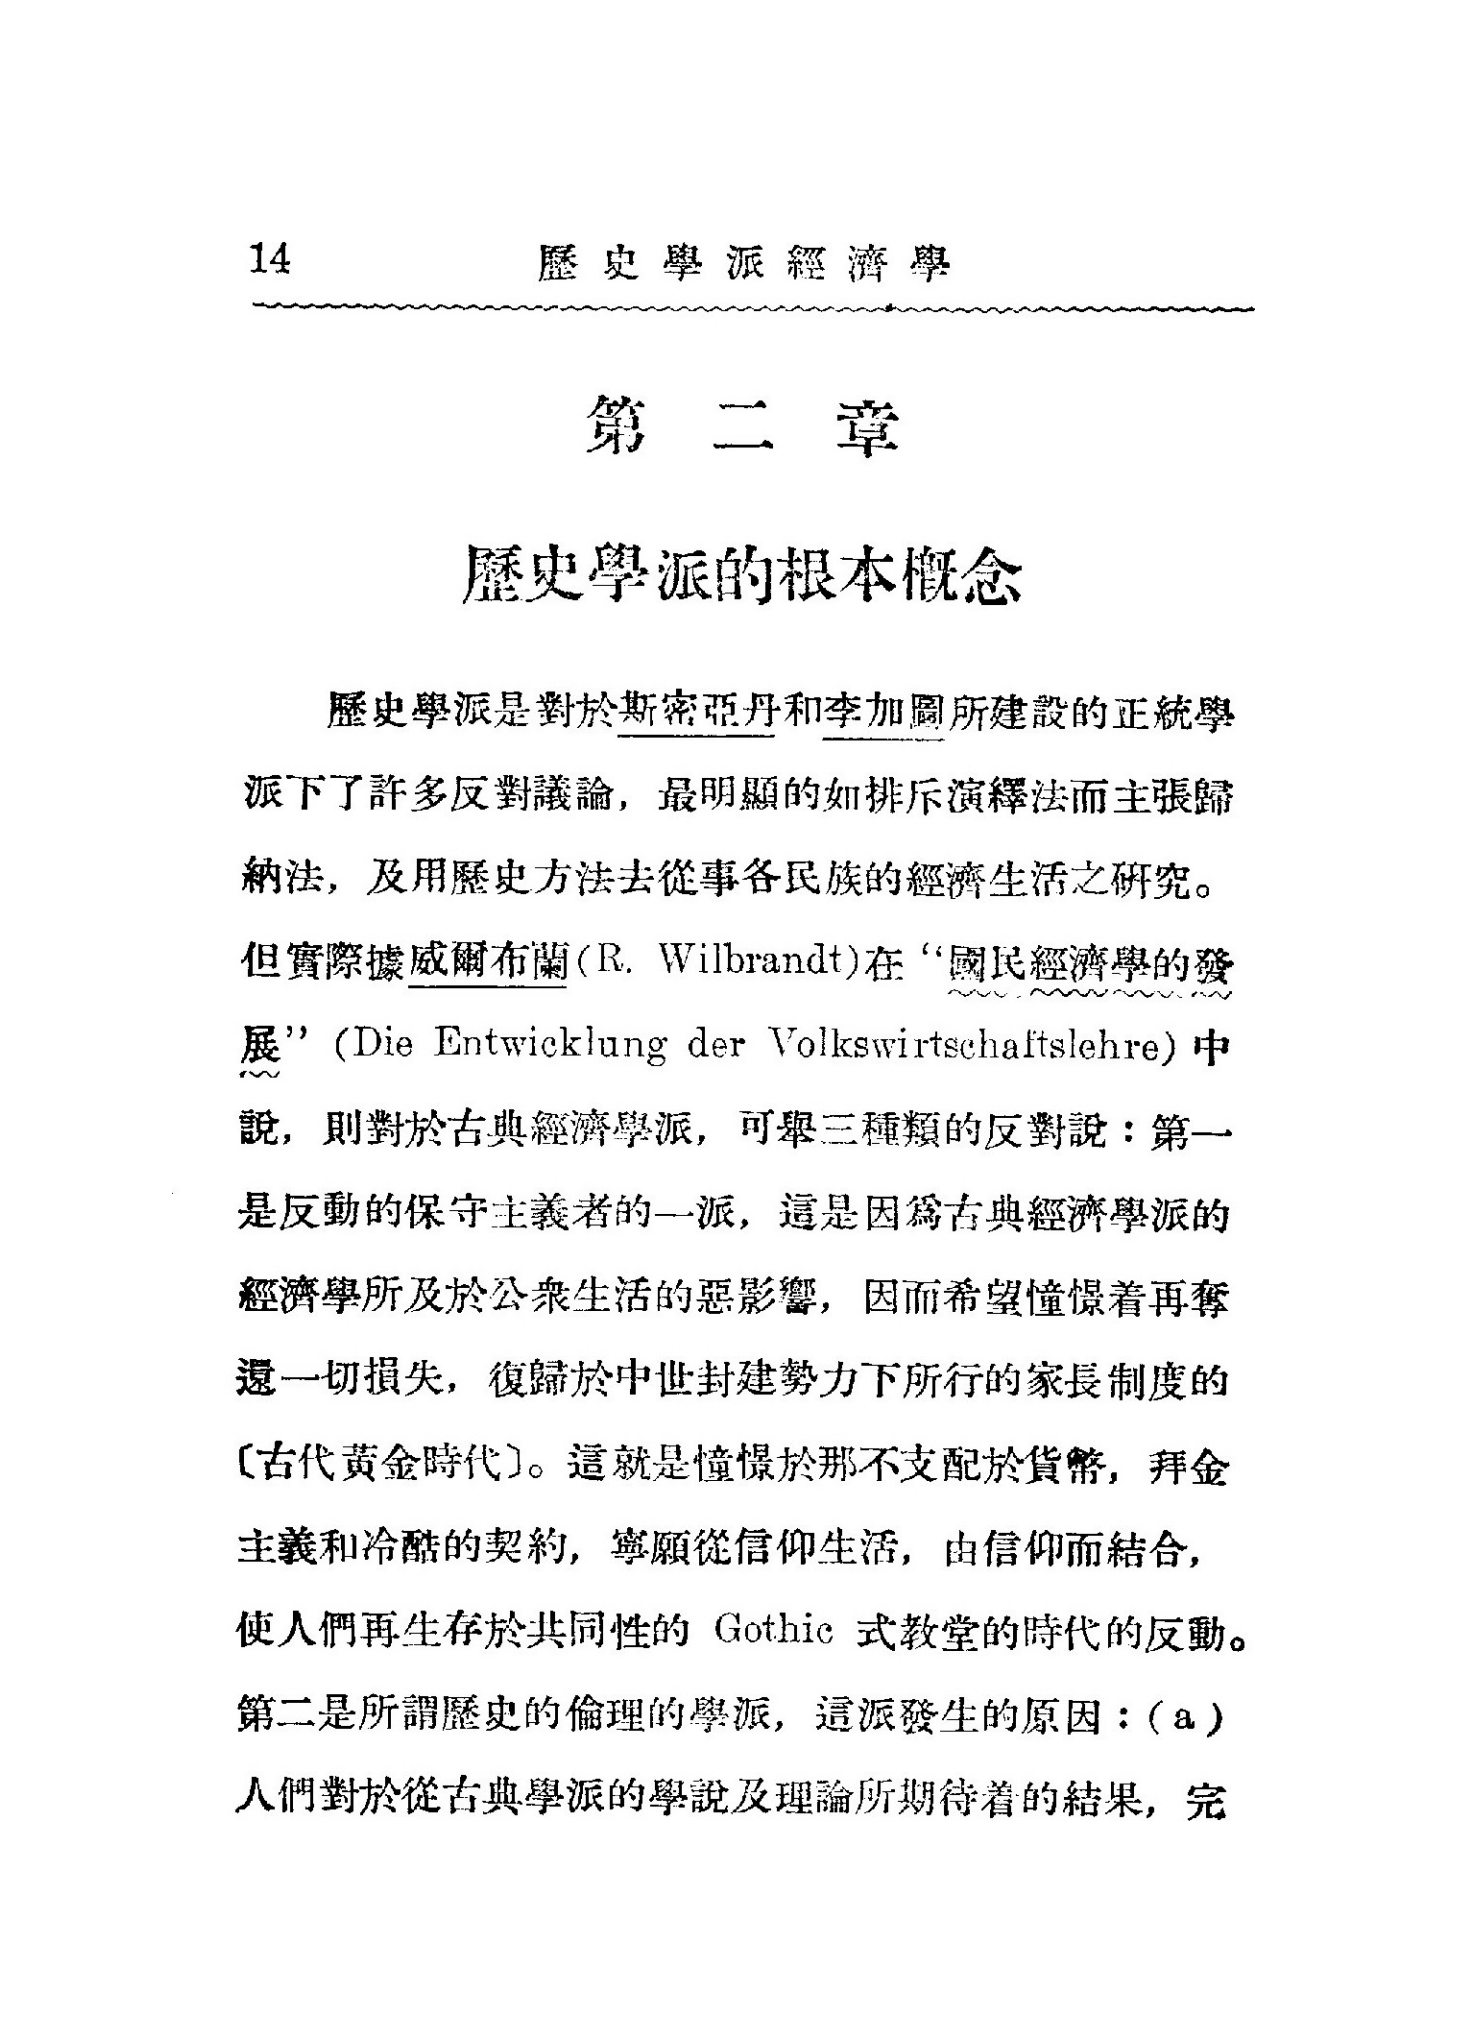 14 歷史學派經濟學
第二章
歷史學派的根本概念
歷史學派是對於斯密亞丹和李加圖所建設的正統學
派下了許多反對議論，最明顯的如排斥演繹法而主張歸
納法，及用歷史方法去從事各民族的經濟生活之研究。
但實際據威爾布蘭(R. Wilbrandt)在“國民經濟學的發
展”(Die Entwicklung der Volkswirtschaftslehre)中
說，則對於古典經濟學派，可舉三種類的反對說：第一
是反動的保守主義者的一派，這是因爲古典經濟學派的
經濟學所及於公衆生活的惡影響，因而希望憧憬着再奪
還一切損失，復歸於中世封建勢力下所行的家長制度的
〔古代黃金時代〕。這就是憧憬於那不支配於貨幣，拜金
主義和冷酷的契約，寧願從信仰生活，由信仰而結合，
使人們再生存於共同性的 Gothic 式教堂的時代的反動。
第二是所謂歷史的倫理的學派，這派發生的原因：(a)
人們對於從古典學派的學說及理論所期待着的結果，完